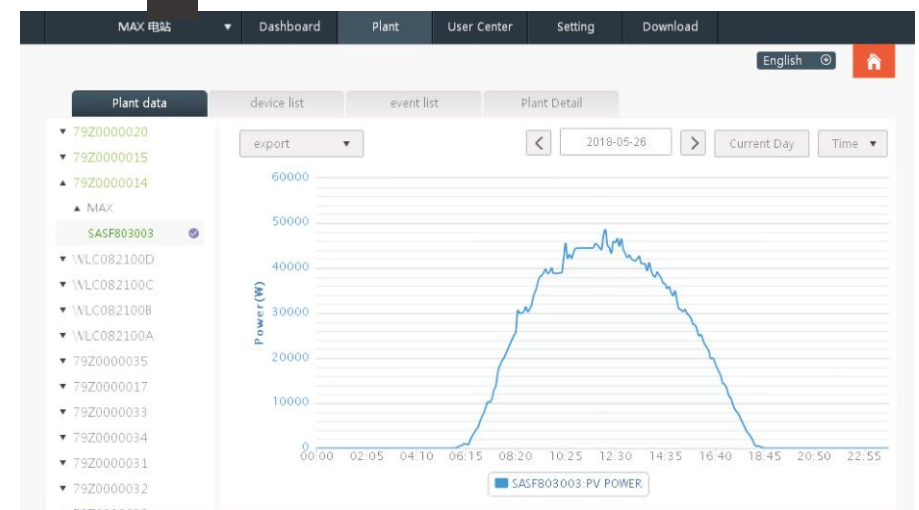 MAX 电站 Dashboard Plant User Center Setting Download
English
Plant data device list event list Plant Detail
79Z0000020
79Z0000015
79Z0000014
MAX
SASF803003
WLC082100D
WLC082100C
WLC082100B
WLC082100A
79Z0000035
79Z0000017
79Z0000033
79Z0000034
79Z0000031
79Z0000032
export 2018-05-26 Current Day Time
Power(W)
60000
50000
40000
30000
20000
10000
0
00:00 02:05 04:10 06:15 08:20 10:25 12:30 14:35 16:40 18:45 20:50 22:55
SASF803003:PV POWER